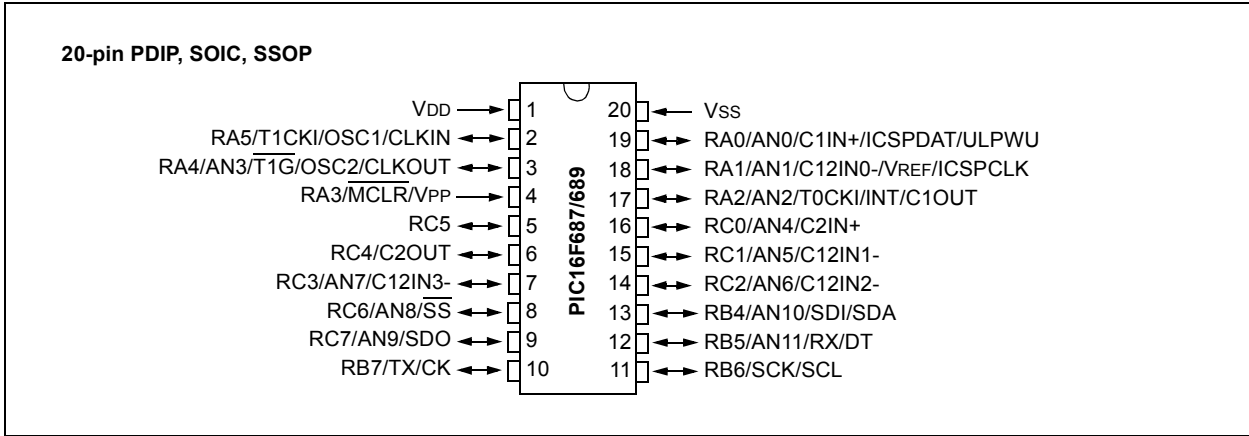 20-pin PDIP, SOIC, SSOP
VDD 1
RA5/T1CKI/OSC1/CLKIN 2
RA4/AN3/T1G/OSC2/CLKOUT 3
RA3/MCLR/VPP 4
RC5 5
RC4/C2OUT 6
RC3/AN7/C12IN3- 7
RC6/AN8/SS 8
RC7/AN9/SDO 9
RB7/TX/CK 10
PIC16F687/689
20 VSS
19 RA0/AN0/C1IN+/ICSPDAT/ULPWU
18 RA1/AN1/C12IN0-/VREF/ICSPCLK
17 RA2/AN2/T0CKI/INT/C1OUT
16 RC0/AN4/C2IN+
15 RC1/AN5/C12IN1-
14 RC2/AN6/C12IN2-
13 RB4/AN10/SDI/SDA
12 RB5/AN11/RX/DT
11 RB6/SCK/SCL